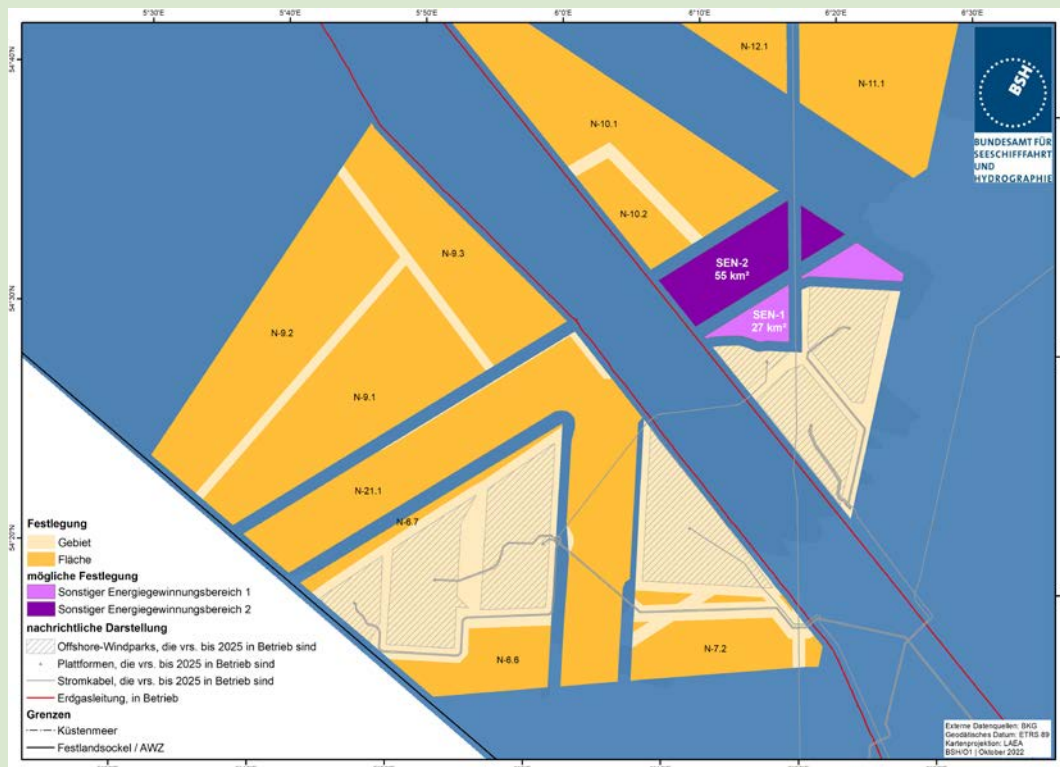 5°30'E
5°40'E
5°50'E
6°0'E
6°10'E
6°20'E
6°30'E
54°40'N
54°30'N
54°20'N
N-12.1
N-11.1
N-10.1
N-10.2
N-9.3
N-9.2
N-9.1
N-21.1
N-6.7
N-6.6
N-7.2
SEN-2
55 km²
SEN-1
27 km²
BSH
BUNDESAMT FÜR
SEESCHIFFFAHRT
UND
HYDROGRAPHIE
Festlegung
Gebiet
Fläche
mögliche Festlegung
Sonstiger Energiegewinnungsbereich 1
Sonstiger Energiegewinnungsbereich 2
nachrichtliche Darstellung
Offshore-Windparks, die vrs. bis 2025 in Betrieb sind
Plattformen, die vrs. bis 2025 in Betrieb sind
Stromkabel, die vrs. bis 2025 in Betrieb sind
Erdgasleitung, in Betrieb
Grenzen
Küstenmeer
Festlandsockel / AWZ
Externe Datenquellen: BKG
Geodätisches Datum: ETRS 89
Kartenprojektion: LAEA
BSH/O1 | Oktober 2022